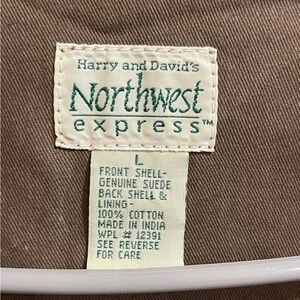 Harry and David's
Northwest
express™
L
FRONT SHELL-
GENUINE SUEDE
BACK SHELL &
LINING-
100% COTTON
MADE IN INDIA
WPL # 12391
SEE REVERSE
FOR CARE